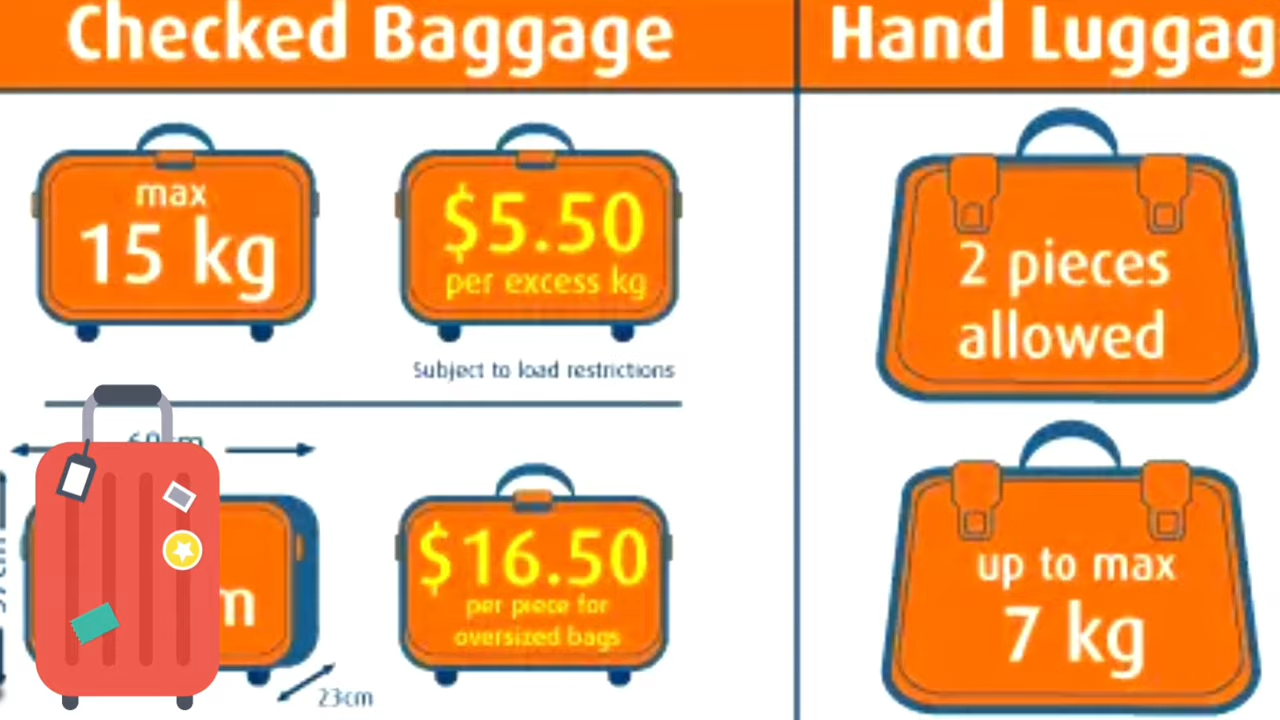 Checked Baggage
Hand Luggag
max
15 kg
$5.50
per excess kg
Subject to load restrictions
$16.50
per piece for
oversized bags
23cm
2 pieces
allowed
up to max
7 kg